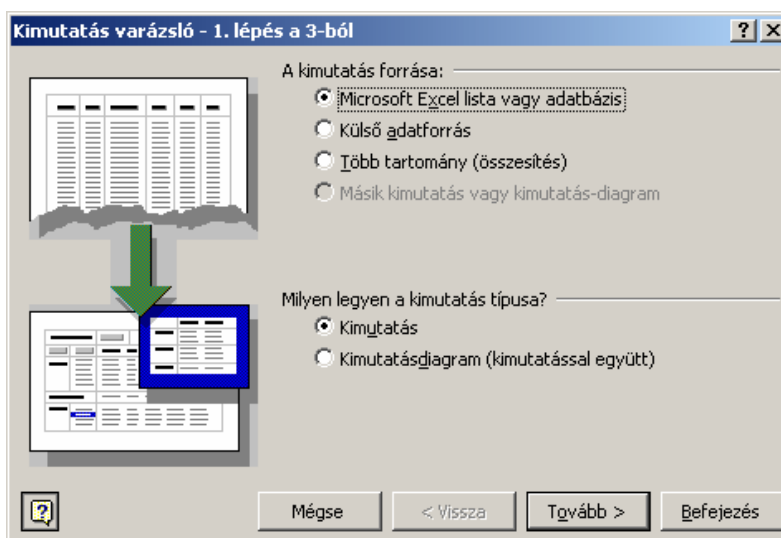 Kimutatás varázsló - 1. lépés a 3-ból
A kimutatás forrása:
Microsoft Excel lista vagy adatbázis
Külső adatforrás
Több tartomány (összesítés)
Másik kimutatás vagy kimutatás-diagram
Milyen legyen a kimutatás típusa?
Kimutatás
Kimutatásdiagram (kimutatással együtt)
Mégse
< Vissza
Tovább >
Befejezés